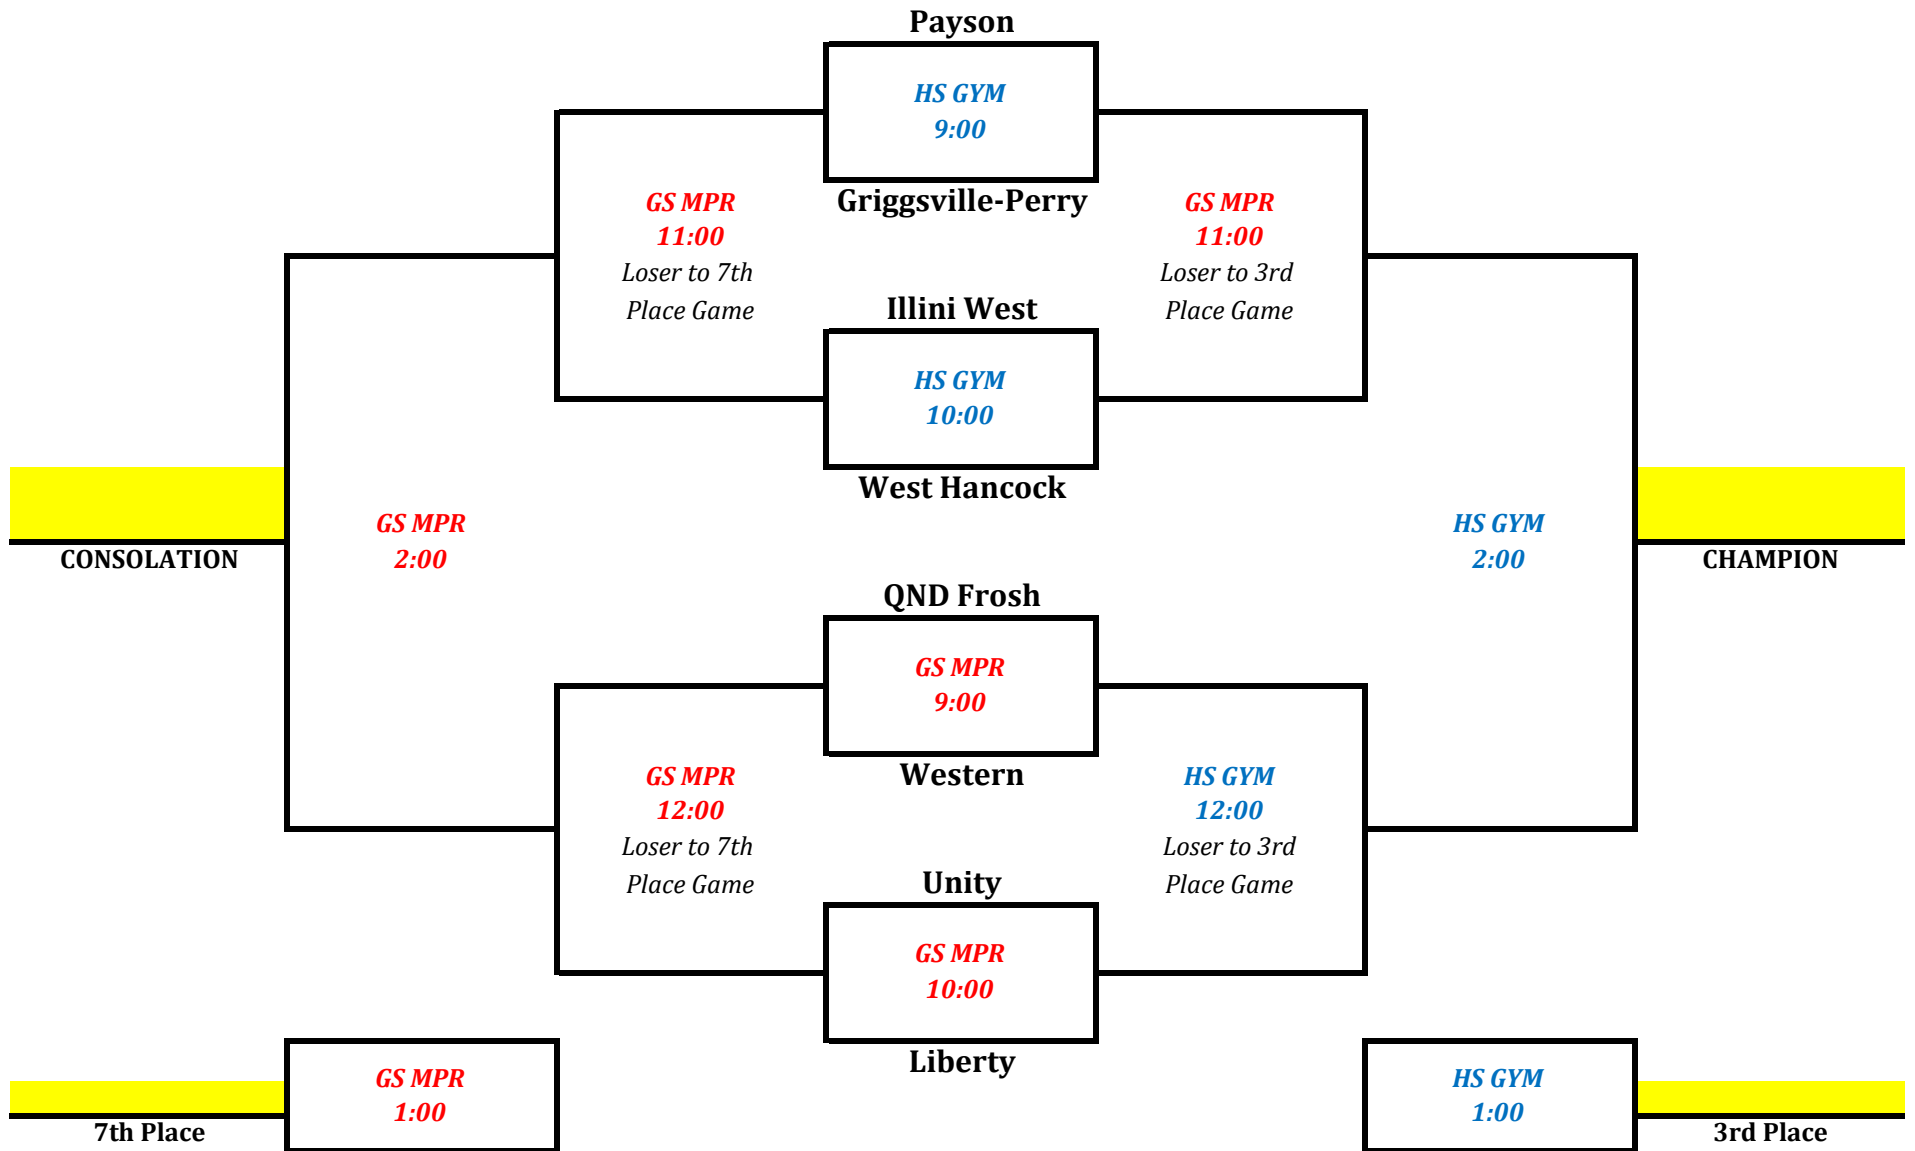 Payson
HS GYM
9:00
Griggsville-Perry
GS MPR
11:00
Loser to 7th
Place Game
GS MPR
11:00
Loser to 3rd
Place Game
Illini West
HS GYM
10:00
West Hancock
GS MPR
2:00
CONSOLATION
HS GYM
2:00
CHAMPION
QND Frosh
GS MPR
9:00
Western
GS MPR
12:00
Loser to 7th
Place Game
HS GYM
12:00
Loser to 3rd
Place Game
Unity
GS MPR
10:00
Liberty
GS MPR
1:00
7th Place
HS GYM
1:00
3rd Place